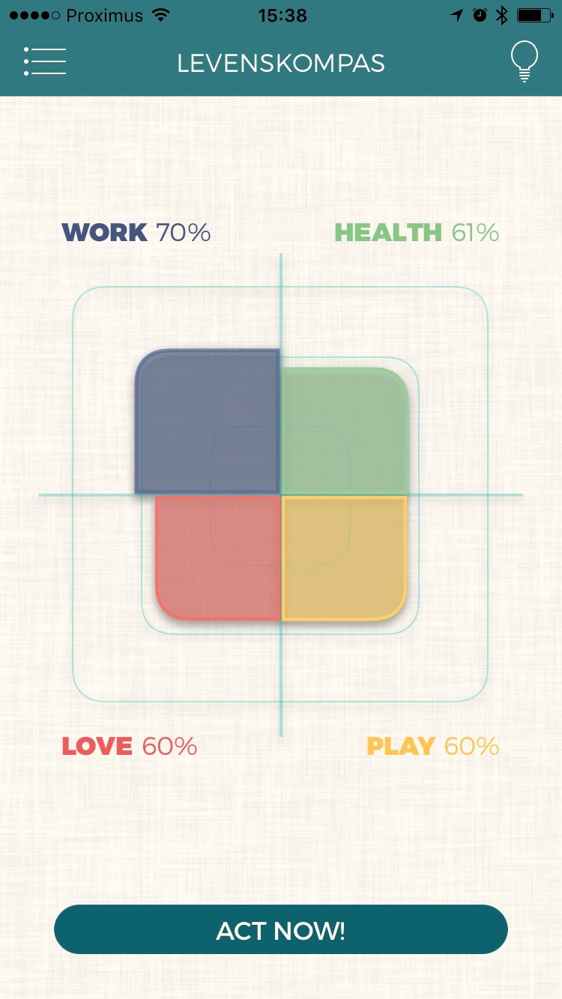 Proximus 15:38
LEVENSKOMPAS
WORK 70% HEALTH 61%
LOVE 60% PLAY 60%
ACT NOW!